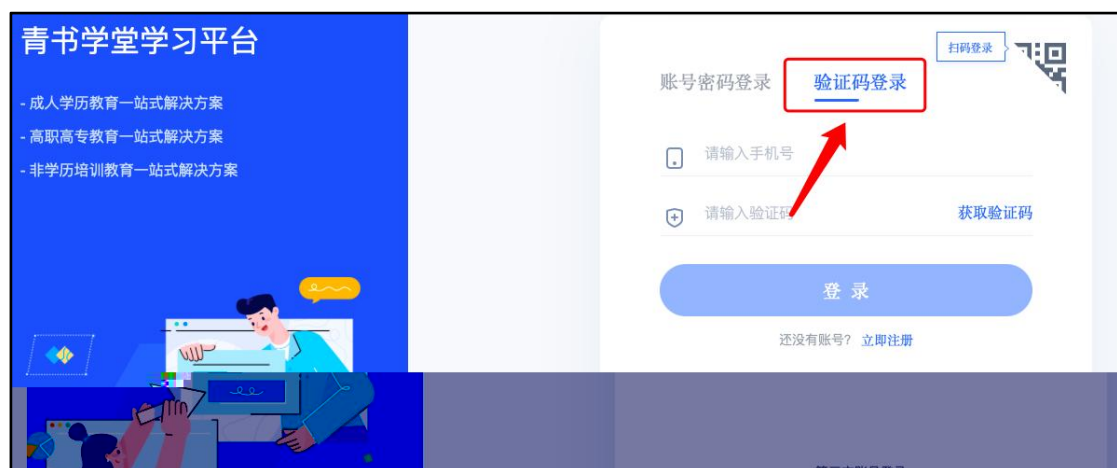 青书学堂学习平台
- 成人学历教育一站式解决方案
- 高职高专教育一站式解决方案
- 非学历培训教育一站式解决方案
扫码登录
账号密码登录 验证码登录
请输入手机号
请输入验证码 获取验证码
登 录
还没有账号? 立即注册